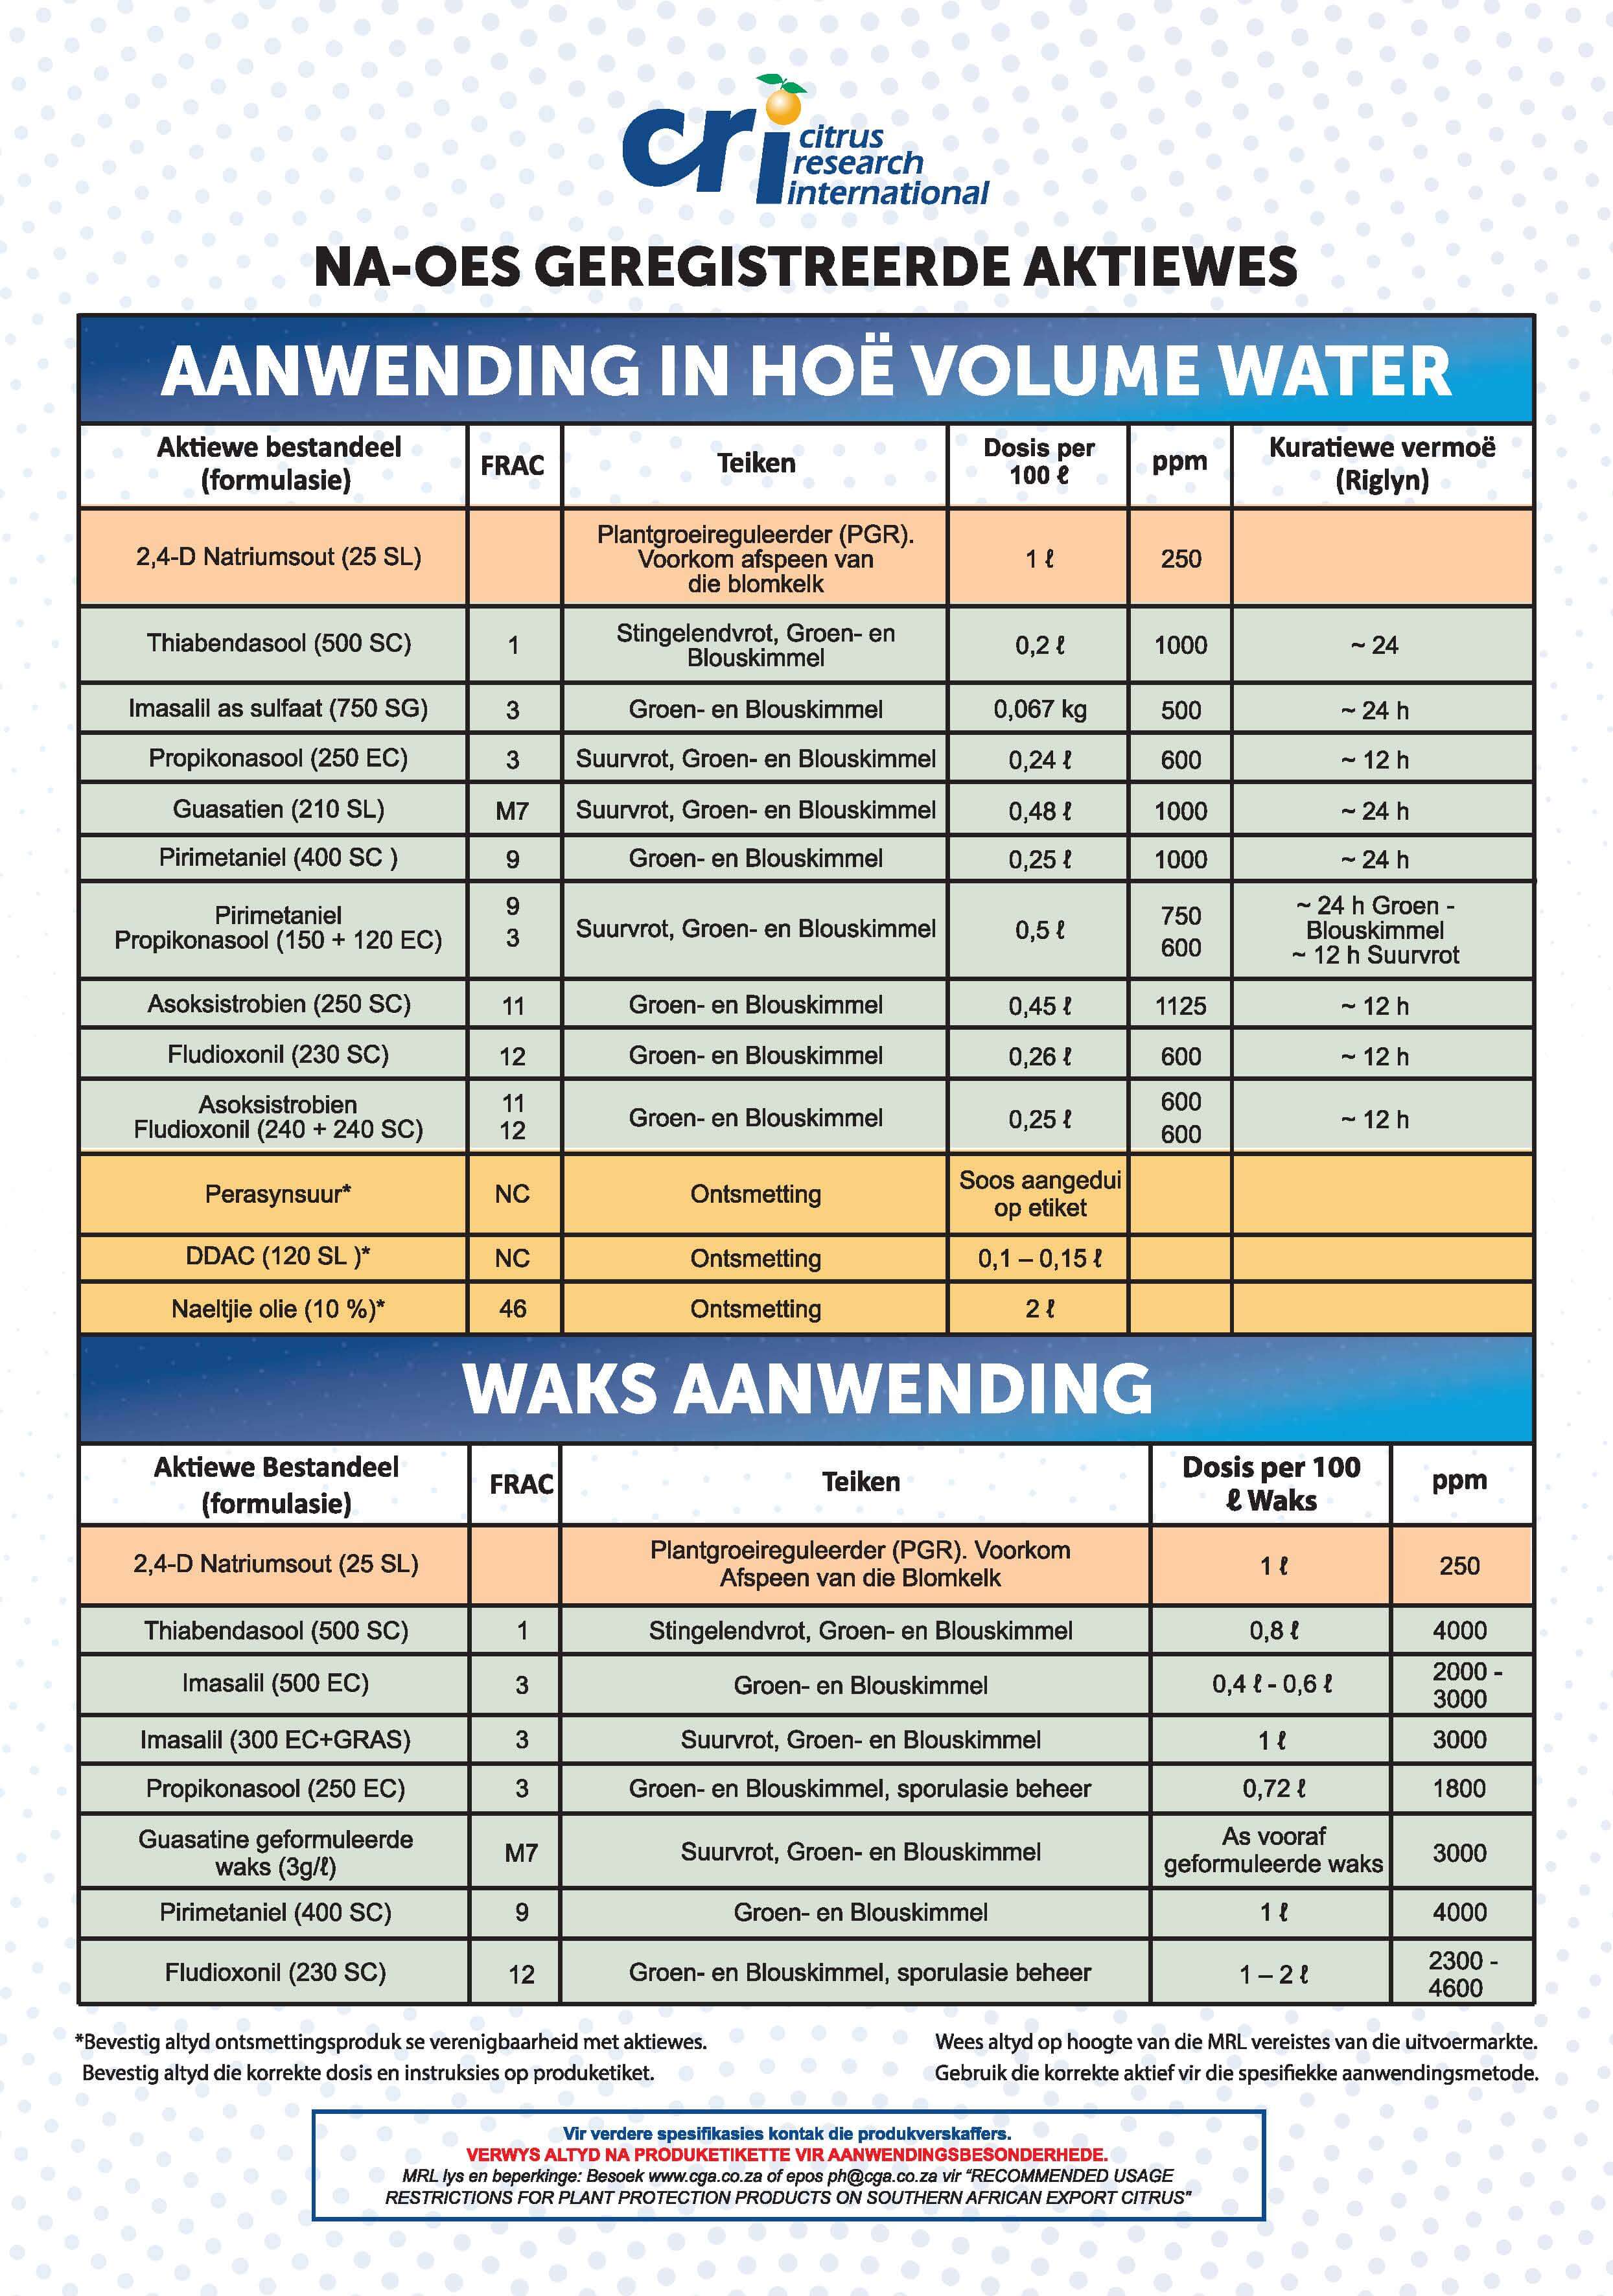 cri citrus
research
international
NA-OES GEREGISTREERDE AKTIEWES
AANWENDING IN HOË VOLUME WATER
Aktiewe bestandeel
(formulasie)
FRAC
Teiken
Dosis per
100 ℓ
ppm
Kuratiewe vermoë
(Riglyn)
2,4-D Natriumsout (25 SL)
Plantgroeireguleerder (PGR).
Voorkom afspeen van
die blomkelk
1 ℓ
250
Thiabendasool (500 SC)
1
Stingelendvrot, Groen- en
Blouskimmel
0,2 ℓ
1000
~ 24
Imasalil as sulfaat (750 SG)
3
Groen- en Blouskimmel
0,067 kg
500
~ 24 h
Propikonasool (250 EC)
3
Suurvrot, Groen- en Blouskimmel
0,24 ℓ
600
~ 12 h
Guasatien (210 SL)
M7
Suurvrot, Groen- en Blouskimmel
0,48 ℓ
1000
~ 24 h
Pirimetaniel (400 SC )
9
Groen- en Blouskimmel
0,25 ℓ
1000
~ 24 h
Pirimetaniel
Propikonasool (150 + 120 EC)
9
3
Suurvrot, Groen- en Blouskimmel
0,5 ℓ
750
600
~ 24 h Groen -
Blouskimmel
~ 12 h Suurvrot
Asoksistrobien (250 SC)
11
Groen- en Blouskimmel
0,45 ℓ
1125
~ 12 h
Fludioxonil (230 SC)
12
Groen- en Blouskimmel
0,26 ℓ
600
~ 12 h
Asoksistrobien
Fludioxonil (240 + 240 SC)
11
12
Groen- en Blouskimmel
0,25 ℓ
600
600
~ 12 h
Perasynsuur*
NC
Ontsmetting
Soos aangedui
op etiket
DDAC (120 SL )*
NC
Ontsmetting
0,1 – 0,15 ℓ
Naeltjie olie (10 %)*
46
Ontsmetting
2 ℓ
WAKS AANWENDING
Aktiewe Bestandeel
(formulasie)
FRAC
Teiken
Dosis per 100
ℓ Waks
ppm
2,4-D Natriumsout (25 SL)
Plantgroeireguleerder (PGR). Voorkom
Afspeen van die Blomkelk
1 ℓ
250
Thiabendasool (500 SC)
1
Stingelendvrot, Groen- en Blouskimmel
0,8 ℓ
4000
Imasalil (500 EC)
3
Groen- en Blouskimmel
0,4 ℓ - 0,6 ℓ
2000 -
3000
Imasalil (300 EC+GRAS)
3
Suurvrot, Groen- en Blouskimmel
1 ℓ
3000
Propikonasool (250 EC)
3
Groen- en Blouskimmel, sporulasie beheer
0,72 ℓ
1800
Guasatine geformuleerde
waks (3g/ℓ)
M7
Suurvrot, Groen- en Blouskimmel
As vooraf
geformuleerde waks
3000
Pirimetaniel (400 SC)
9
Groen- en Blouskimmel
1 ℓ
4000
Fludioxonil (230 SC)
12
Groen- en Blouskimmel, sporulasie beheer
1 – 2 ℓ
2300 -
4600
*Bevestig altyd ontsmettingsproduk se verenigbaarheid met aktiewes.
Bevestig altyd die korrekte dosis en instruksies op produketiket.
Wees altyd op hoogte van die MRL vereistes van die uitvoermarkte.
Gebruik die korrekte aktief vir die spesifiekke aanwendingsmetode.
Vir verdere spesifikasies kontak die produkverskaffers.
VERWYS ALTYD NA PRODUKETIKETTE VIR AANWENDINGSBESONDERHEDE.
MRL lys en beperkinge: Besoek www.cga.co.za of epos ph@cga.co.za vir "RECOMMENDED USAGE
RESTRICTIONS FOR PLANT PROTECTION PRODUCTS ON SOUTHERN AFRICAN EXPORT CITRUS"